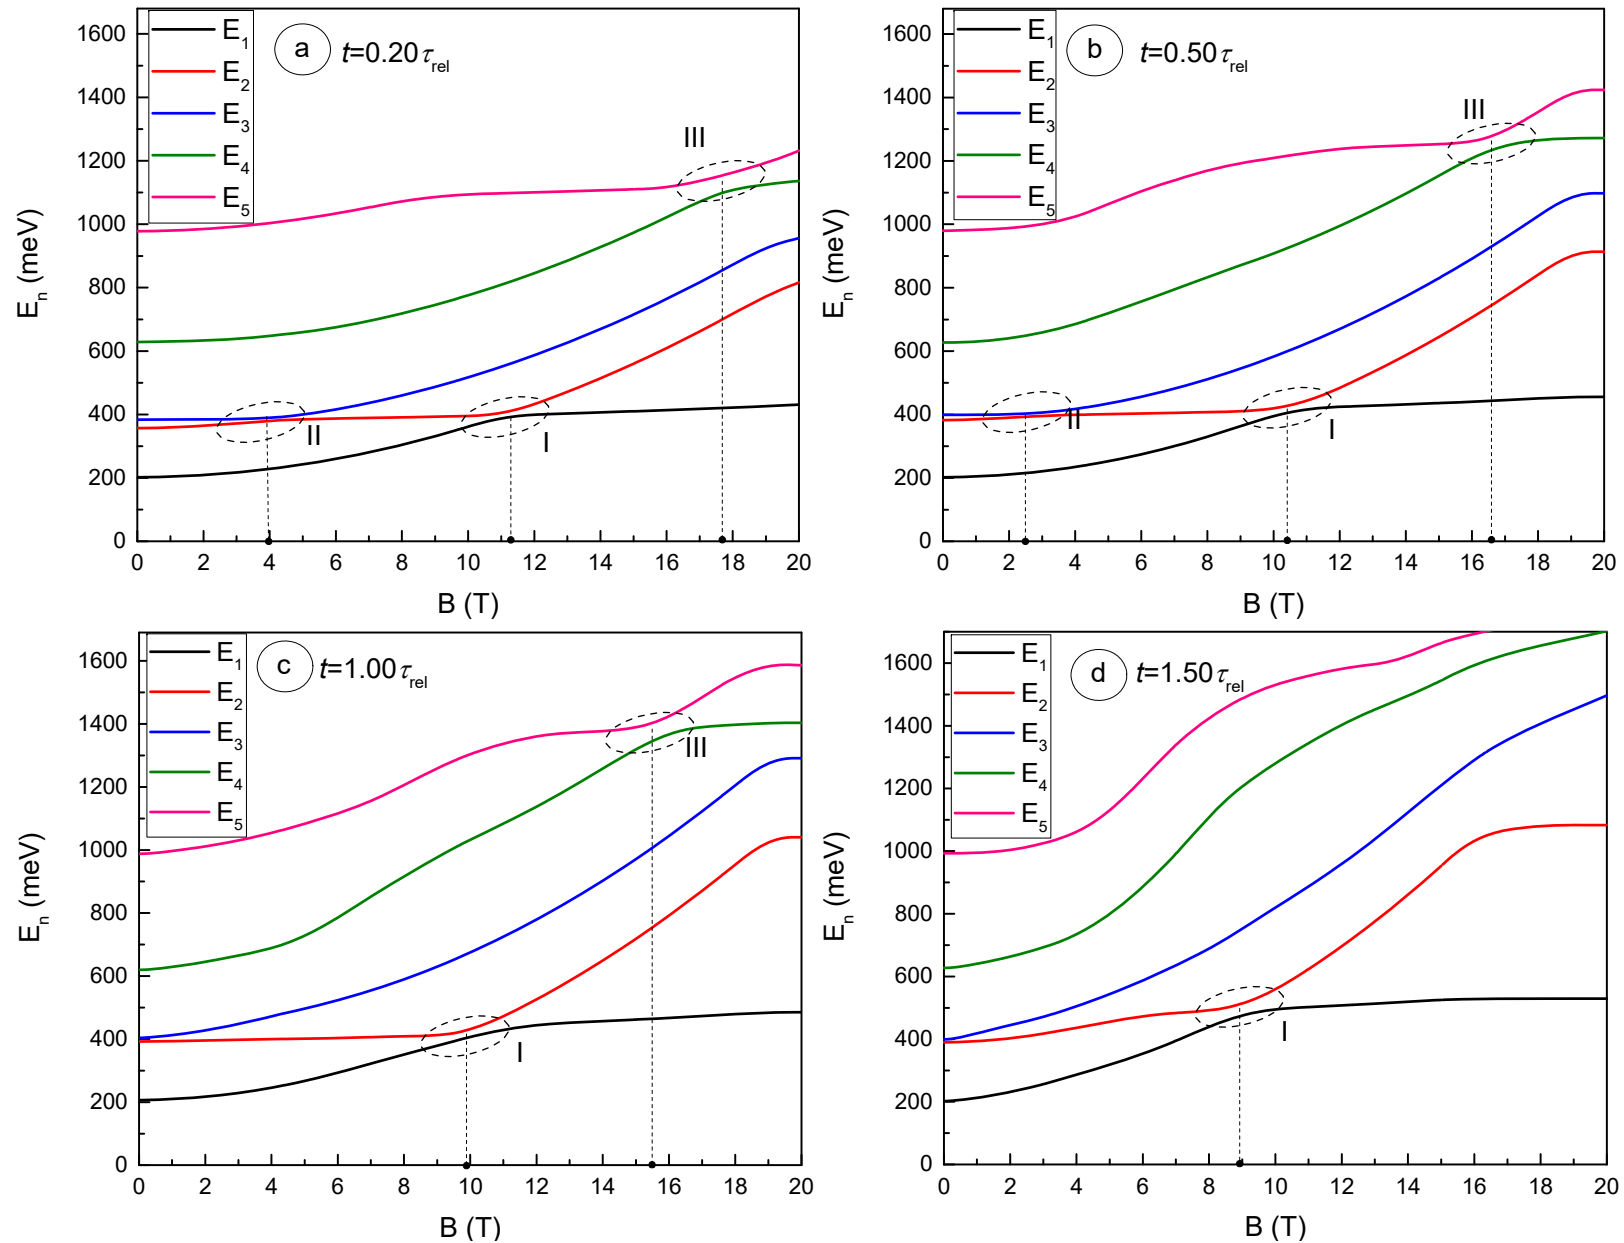 a
t=0.20τrel
E1
E2
E3
E4
E5
I
II
III
En (meV)
0
200
400
600
800
1000
1200
1400
1600
0 2 4 6 8 10 12 14 16 18 20
B (T)
b
t=0.50τrel
E1
E2
E3
E4
E5
I
II
III
En (meV)
0
200
400
600
800
1000
1200
1400
1600
0 2 4 6 8 10 12 14 16 18 20
B (T)
c
t=1.00τrel
E1
E2
E3
E4
E5
I
III
En (meV)
0
200
400
600
800
1000
1200
1400
1600
0 2 4 6 8 10 12 14 16 18 20
B (T)
d
t=1.50τrel
E1
E2
E3
E4
E5
I
En (meV)
0
200
400
600
800
1000
1200
1400
1600
0 2 4 6 8 10 12 14 16 18 20
B (T)